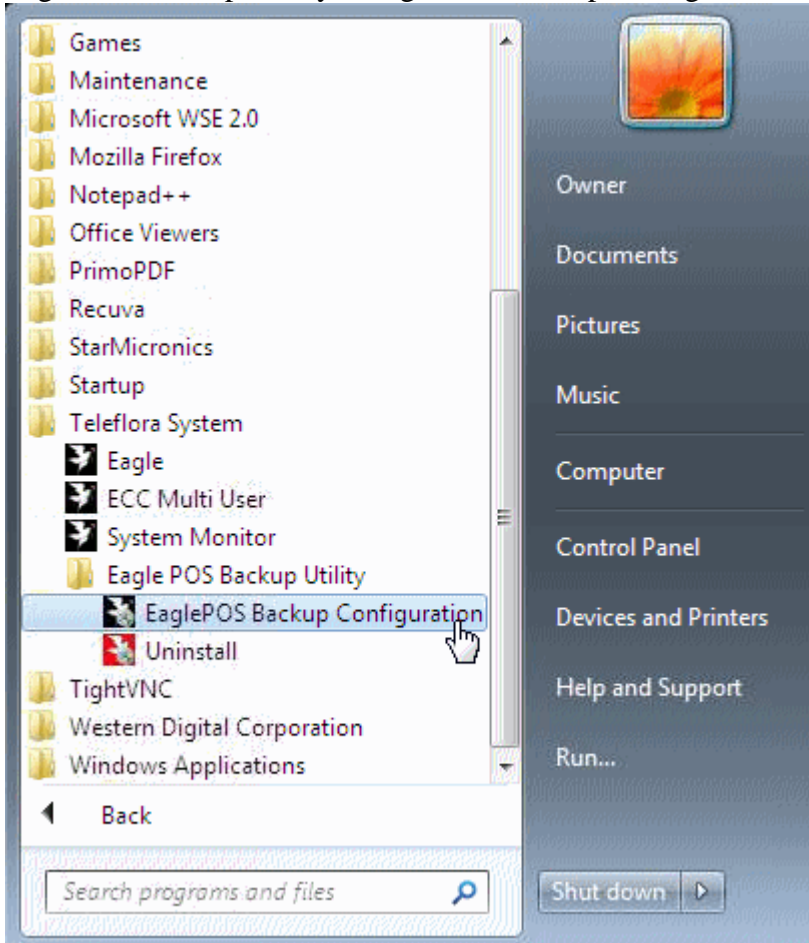 Games
Maintenance
Microsoft WSE 2.0
Mozilla Firefox
Notepad++
Office Viewers
PrimoPDF
Recuva
StarMicronics
Startup
Teleflora System
Eagle
ECC Multi User
System Monitor
Eagle POS Backup Utility
EaglePOS Backup Configuration
Uninstall
TightVNC
Western Digital Corporation
Windows Applications
Back
Search programs and files
Owner
Documents
Pictures
Music
Computer
Control Panel
Devices and Printers
Help and Support
Run...
Shut down